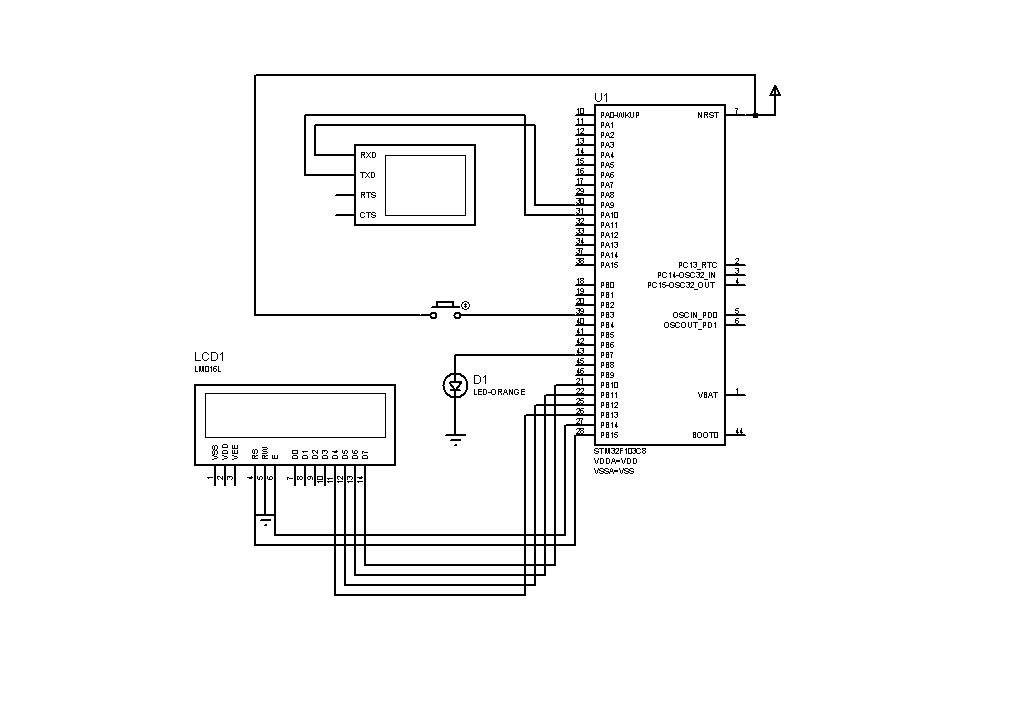 U1
10 PA0-WKUP
11 PA1
12 PA2
13 PA3
14 PA4
15 PA5
16 PA6
17 PA7
29 PA8
30 PA9
31 PA10
32 PA11
33 PA12
34 PA13
37 PA14
38 PA15
18 PB0
19 PB1
20 PB2
39 PB3
40 PB4
41 PB5
42 PB6
43 PB7
45 PB8
46 PB9
21 PB10
22 PB11
25 PB12
26 PB13
27 PB14
28 PB15
NRST 7
PC13_RTC 2
PC14-OSC32_IN 3
PC15-OSC32_OUT 4
OSCIN_PD0 5
OSCOUT_PD1 6
VBAT 1
BOOT0 44
STM32F103C8
VDDA=VDD
VSSA=VSS
RXD
TXD
RTS
CTS
D1
LED-ORANGE
LCD1
LM016L
VSS 1
VDD 2
VEE 3
RS 4
RW 5
E 6
D0 7
D1 8
D2 9
D3 10
D4 11
D5 12
D6 13
D7 14